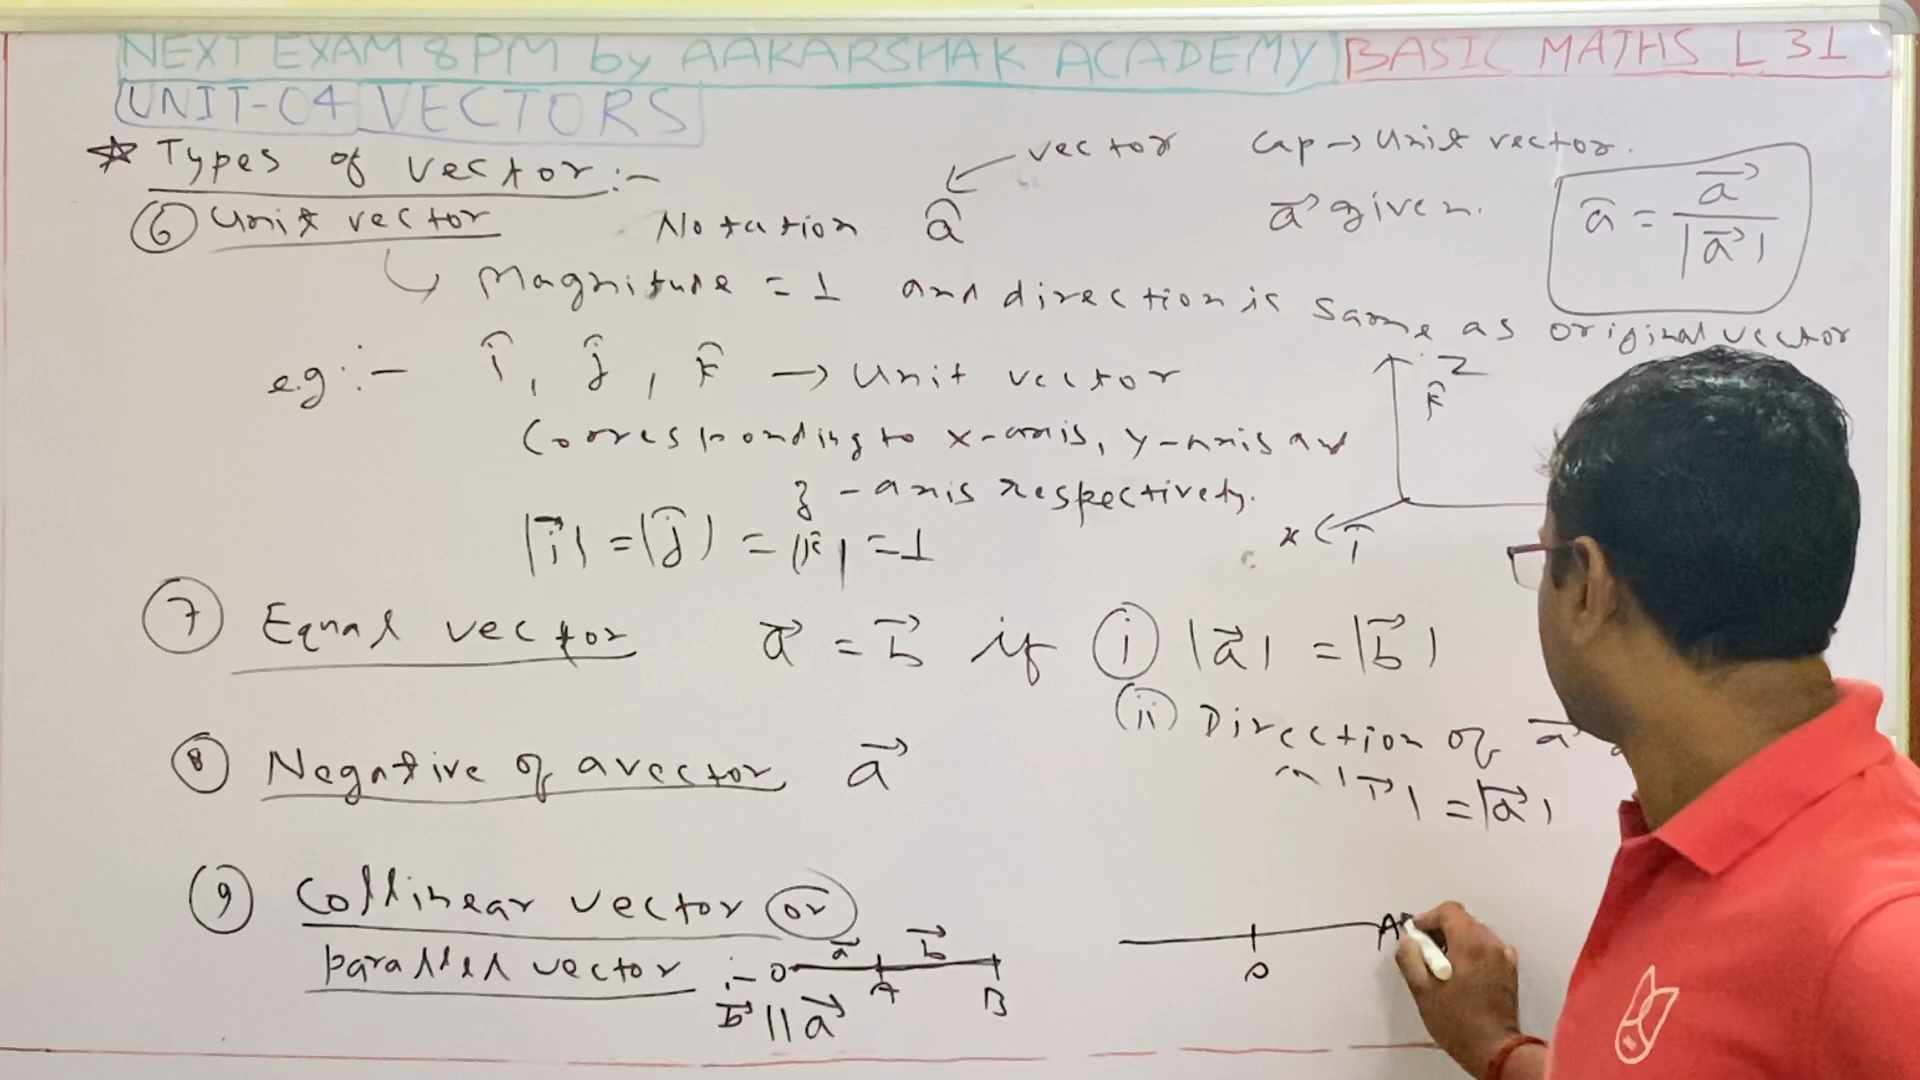 NEXT EXAM 8PM by AAKARSHAK ACADEMY BASIC MATHS L 31
UNIT-04 VECTORS
☆ Types of vector:-
vector cap → unit vector.
⑥ unit vector Notation â a⃗ given. â = a⃗ / |a⃗|
↳ Magnitude = 1 and direction is same as original vector
e.g:- î, ĵ, k̂ → unit vector
corresponding to x-axis, y-axis and
z-axis respectively.
z k̂
x î
|i⃗| = |ĵ| = |k̂| = 1
⑦ Equal vector a⃗ = b⃗ if (i) |a⃗| = |b⃗|
(ii) Direction of a⃗
⑧ Negative of a vector a⃗
= |a⃗|
⑨ Collinear vector or
parallel vector :- O a⃗ A b⃗ B
b⃗ || a⃗
O A